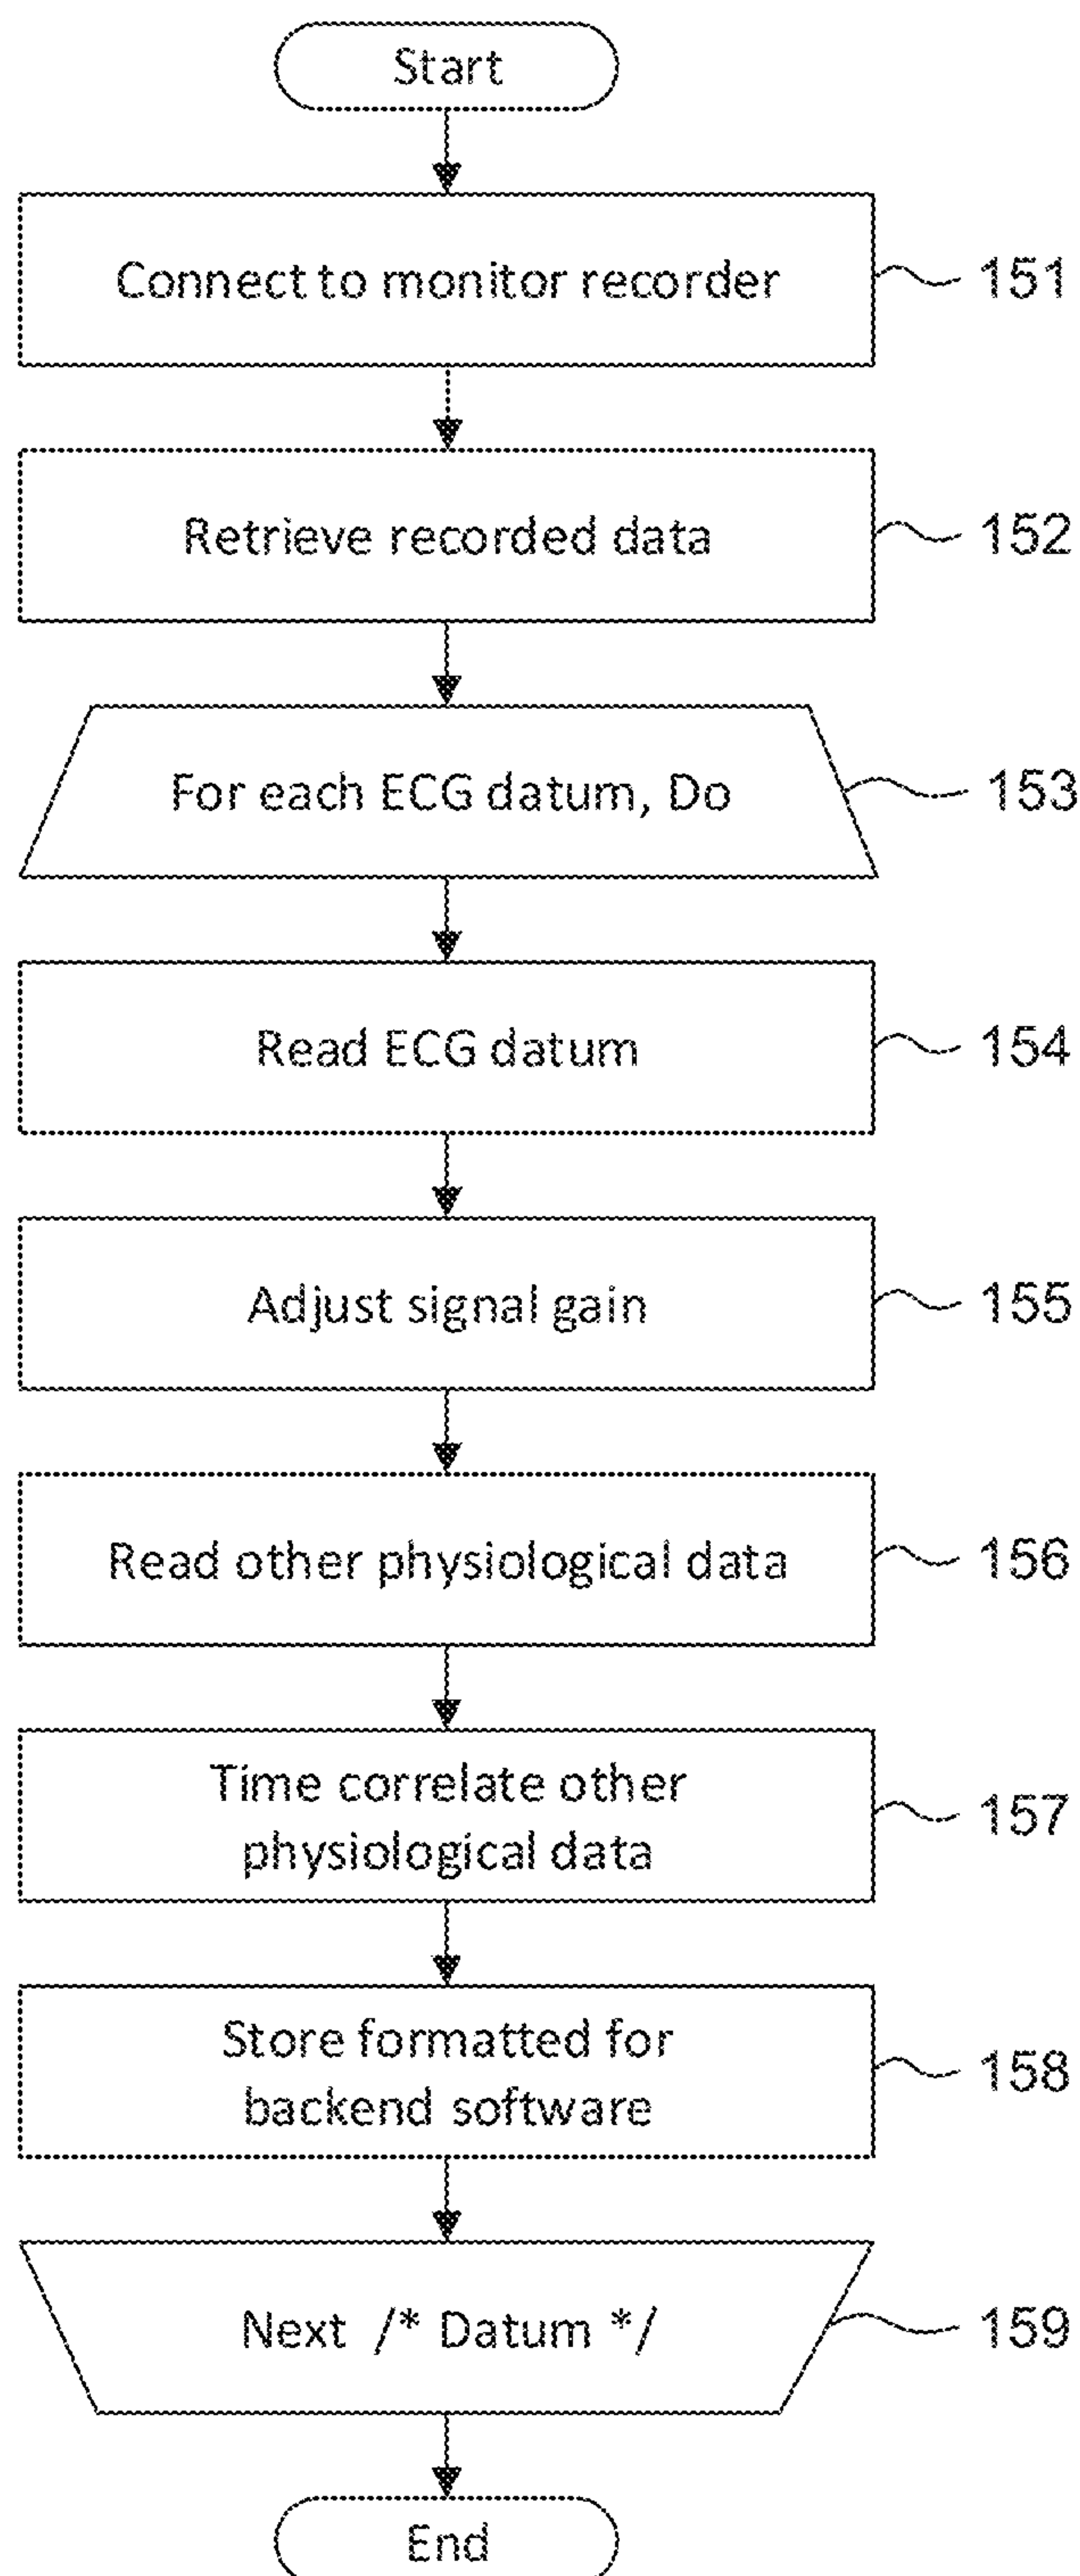 Start
Connect to monitor recorder
151
Retrieve recorded data
152
For each ECG datum, Do
153
Read ECG datum
154
Adjust signal gain
155
Read other physiological data
156
Time correlate other
physiological data
157
Store formatted for
backend software
158
Next /* Datum */
159
End